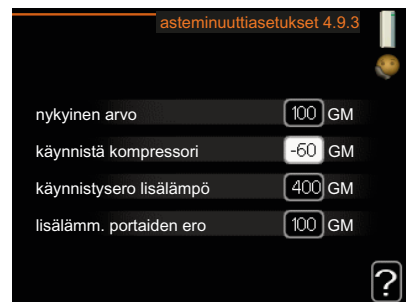 asteminuuttiasetukset 4.9.3
nykyinen arvo 100 GM
käynnistä kompressori -60 GM
käynnistysero lisälämpö 400 GM
lisälämm. portaiden ero 100 GM
?